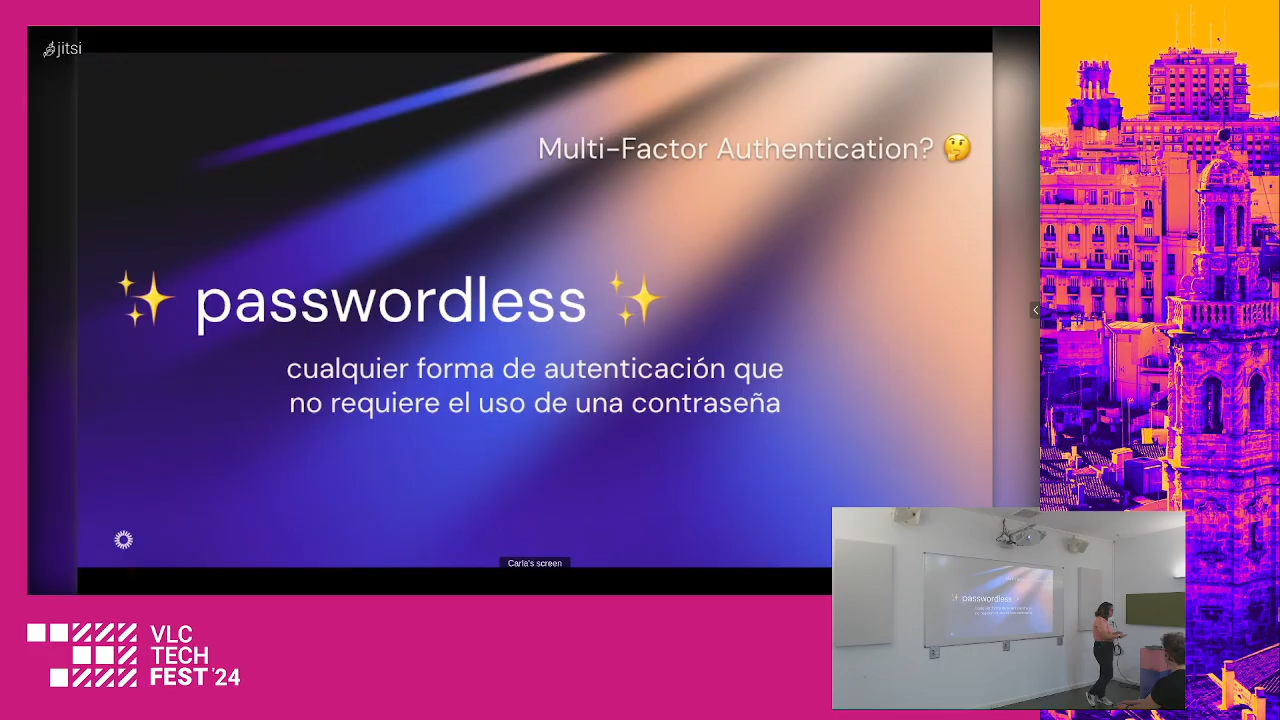 jitsi
Multi-Factor Authentication? 🤔
✨ passwordless ✨
cualquier forma de autenticación que
no requiere el uso de una contraseña
Carla's screen
passwordless
VLC
TECH
FEST'24